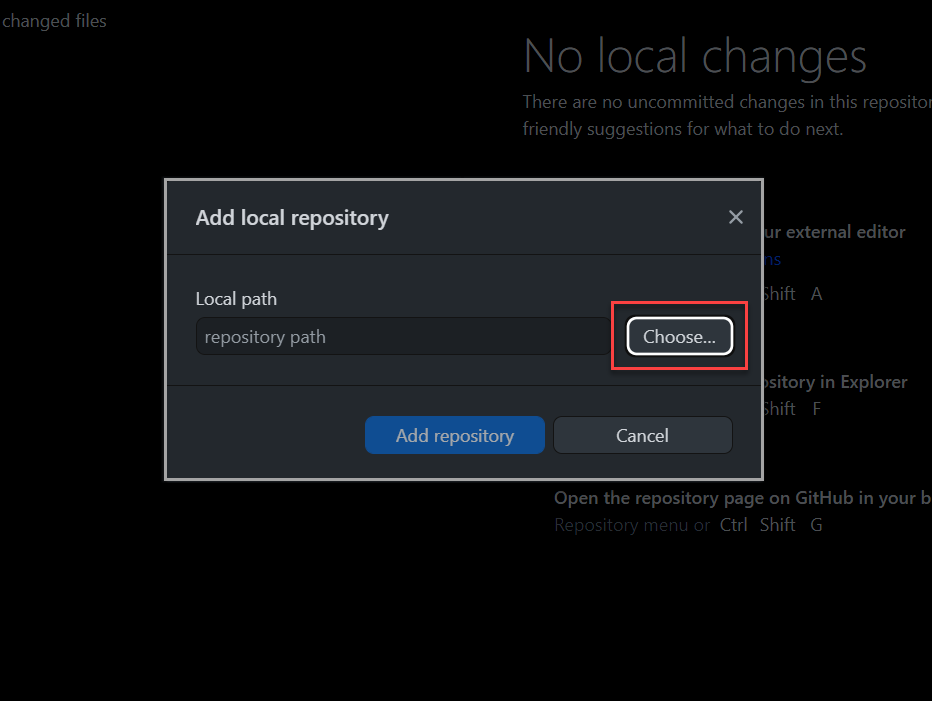 changed files
No local changes
There are no uncommitted changes in this repositor
friendly suggestions for what to do next.
Add local repository
ur external editor
ns
Shift A
Local path
repository path
Choose...
ository in Explorer
Shift F
Add repository
Cancel
Open the repository page on GitHub in your b
Repository menu or Ctrl Shift G